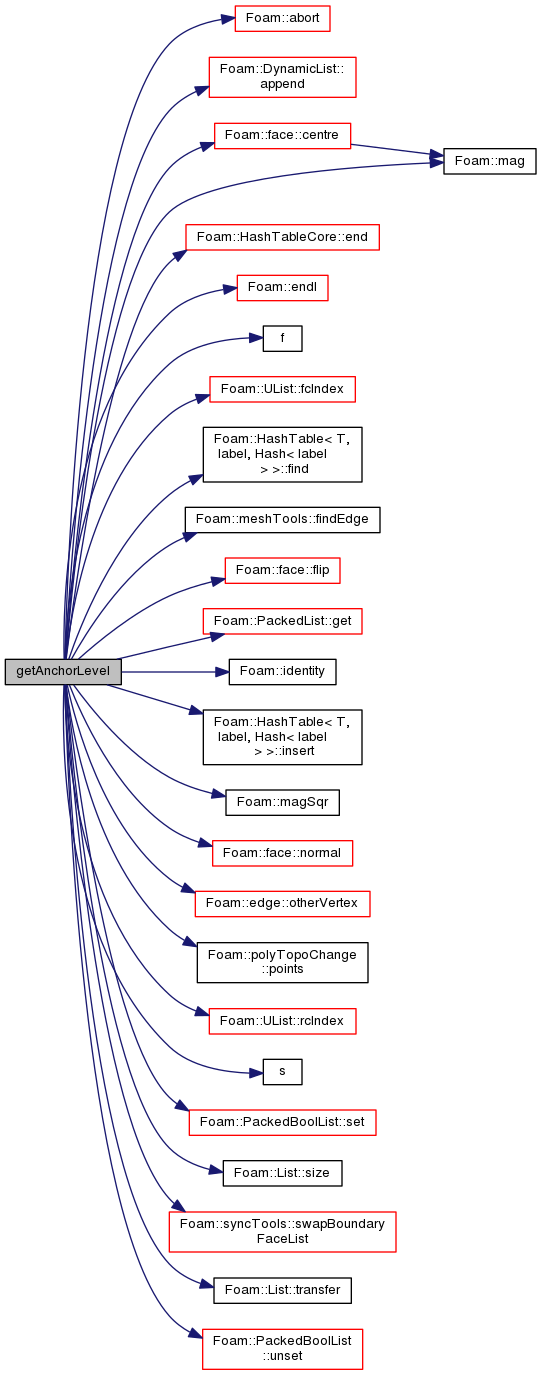 Foam::abort
Foam::DynamicList::
append
Foam::face::centre
Foam::mag
Foam::HashTableCore::end
Foam::endl
f
Foam::UList::fcIndex
Foam::HashTable< T,
label, Hash< label
> >::find
Foam::meshTools::findEdge
Foam::face::flip
Foam::PackedList::get
getAnchorLevel
Foam::identity
Foam::HashTable< T,
label, Hash< label
> >::insert
Foam::magSqr
Foam::face::normal
Foam::edge::otherVertex
Foam::polyTopoChange
::points
Foam::UList::rcIndex
s
Foam::PackedBoolList::set
Foam::List::size
Foam::syncTools::swapBoundary
FaceList
Foam::List::transfer
Foam::PackedBoolList
::unset